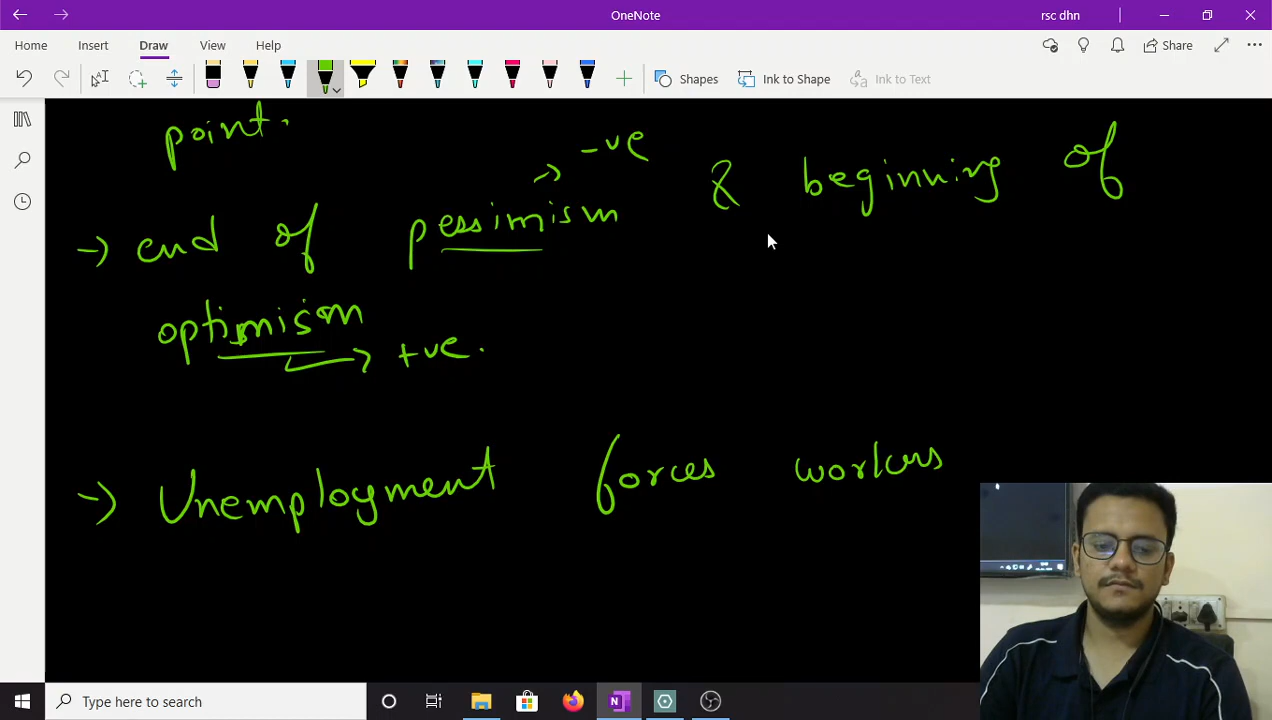 OneNote
rsc dhn
Home Insert Draw View Help
Share
Shapes Ink to Shape Ink to Text
point.
-> -ve
-> end of pessimism & beginning of
optimism -> +ve.
-> Unemployment forces workers
Type here to search